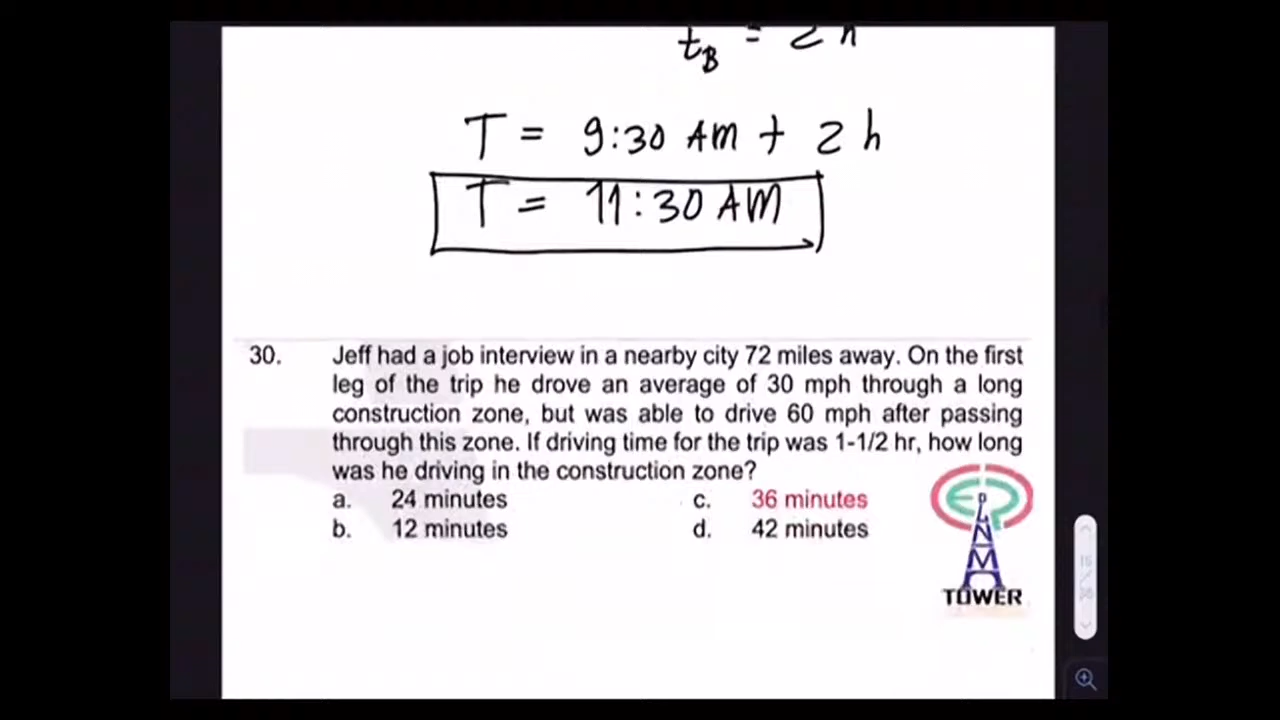 t_B = 2 h
T = 9:30 AM + 2 h
T = 11:30 AM
30. Jeff had a job interview in a nearby city 72 miles away. On the first
leg of the trip he drove an average of 30 mph through a long
construction zone, but was able to drive 60 mph after passing
through this zone. If driving time for the trip was 1-1/2 hr, how long
was he driving in the construction zone?
a. 24 minutes c. 36 minutes
b. 12 minutes d. 42 minutes
TOWER